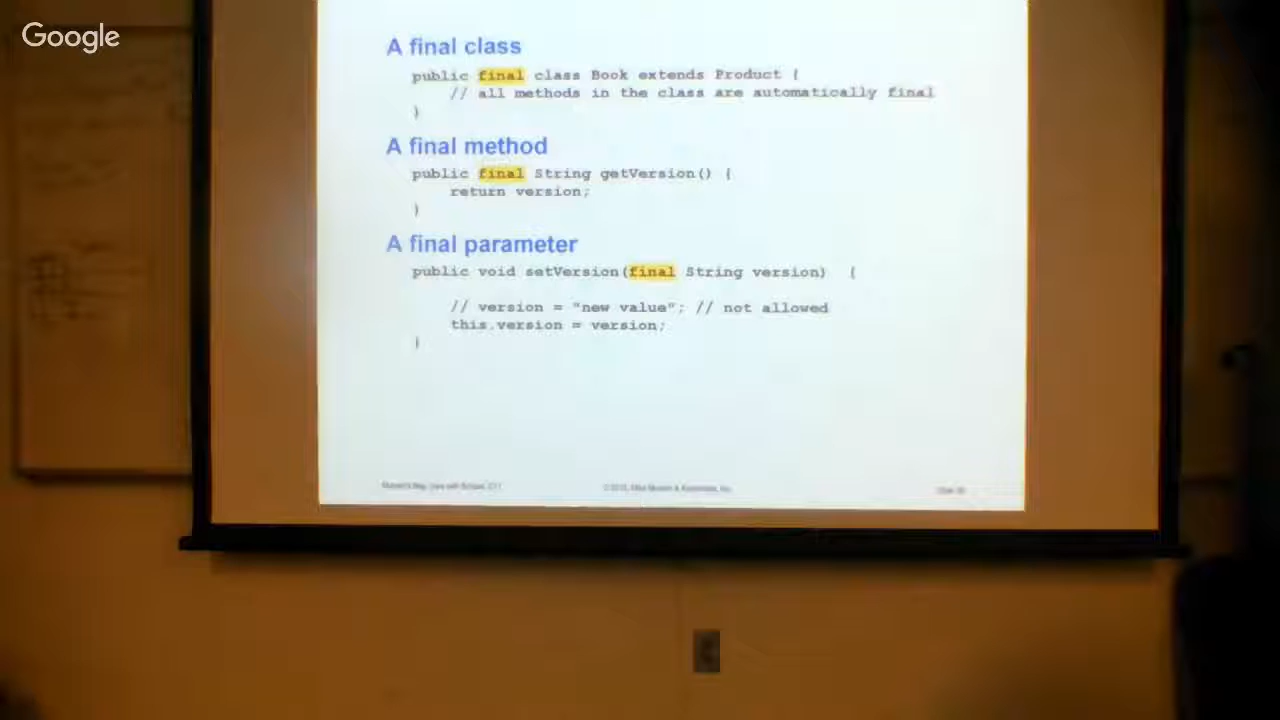 Google
A final class
public final class Book extends Product {
// all methods in the class are automatically final
}
A final method
public final String getVersion() {
return version;
}
A final parameter
public void setVersion(final String version) {
// version = "new value"; // not allowed
this.version = version;
}